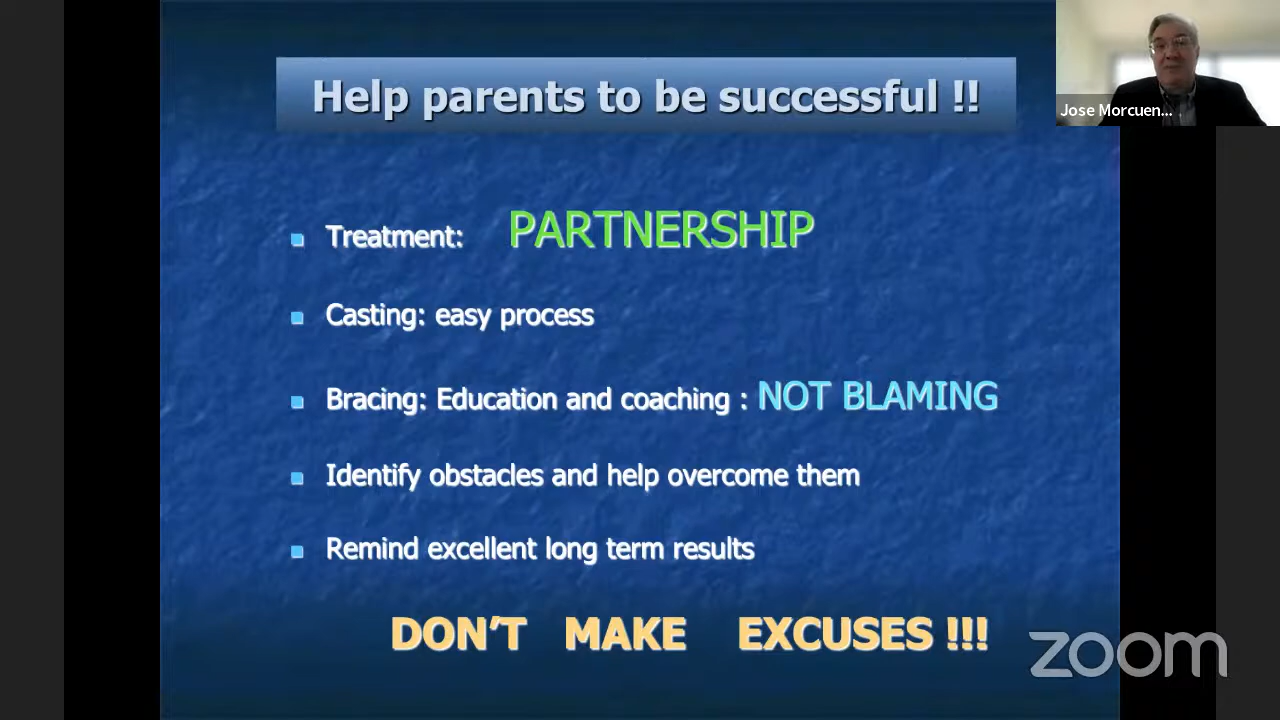 Help parents to be successful !!
Jose Morcuen...
Treatment: PARTNERSHIP
Casting: easy process
Bracing: Education and coaching : NOT BLAMING
Identify obstacles and help overcome them
Remind excellent long term results
DON'T MAKE EXCUSES !!!
zoom